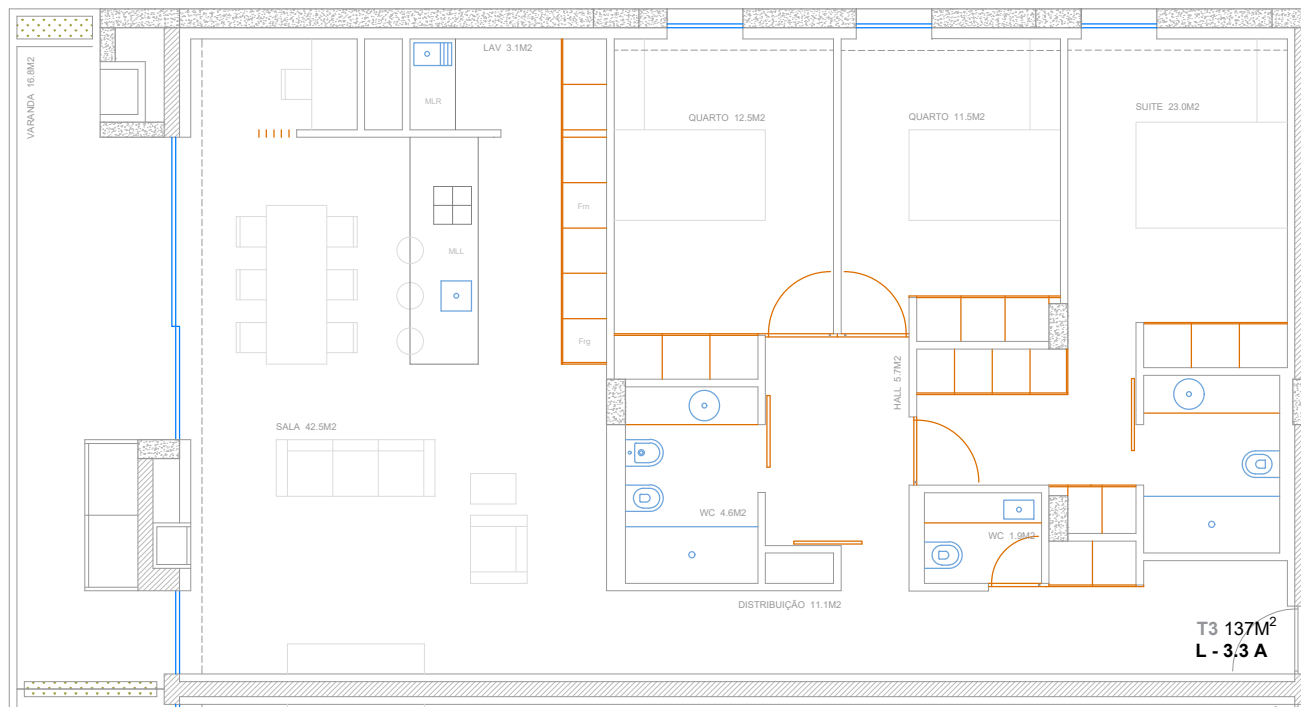 VARANDA 16.8M2
LAV 3.1M2
MLR
QUARTO 12.5M2
QUARTO 11.5M2
SUITE 23.0M2
Frn
MLL
Frg
HALL 5.7M2
SALA 42.5M2
WC 4.6M2
WC 1.9M2
DISTRIBUIÇÃO 11.1M2
T3 137M²
L - 3.3 A